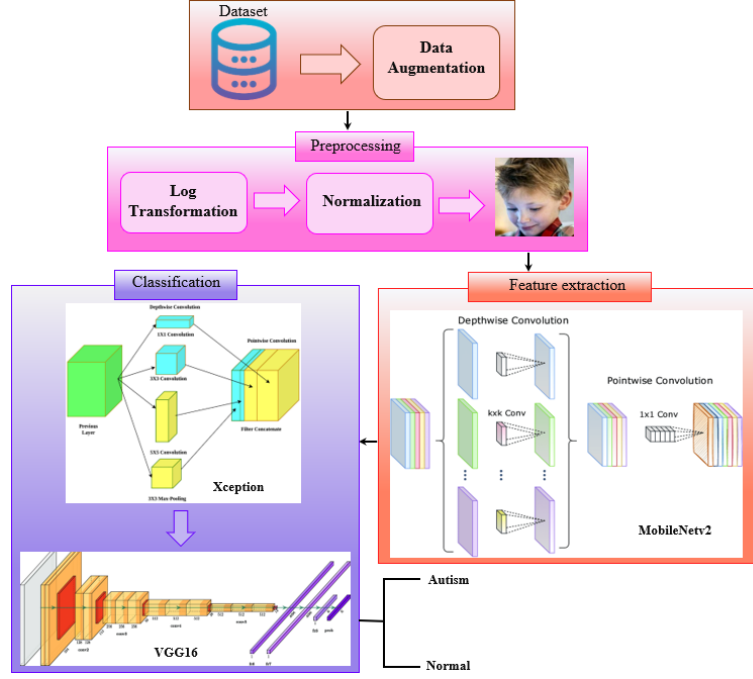 Dataset
Data
Augmentation
Preprocessing
Log
Transformation
Normalization
Classification
Depthwise Convolution
1X1 Convolution
Pointwise Convolution
3X3 Convolution
Previous
Layer
Filter Concatenate
5X5 Convolution
3X3 Max-Pooling
Xception
VGG16
Feature extraction
Depthwise Convolution
Pointwise Convolution
kxk Conv
1x1 Conv
MobileNetv2
Autism
Normal